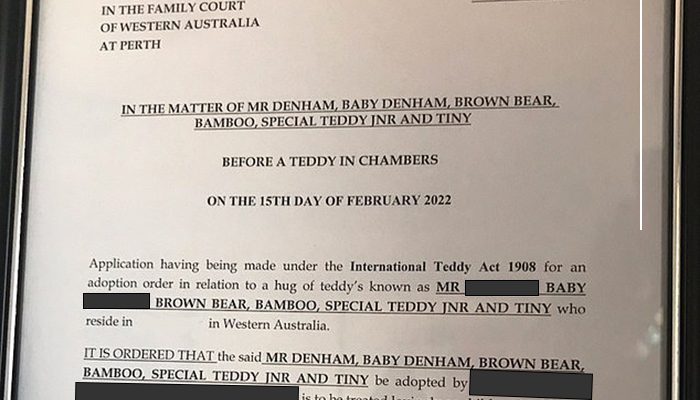 IN THE FAMILY COURT
OF WESTERN AUSTRALIA
AT PERTH
IN THE MATTER OF MR DENHAM, BABY DENHAM, BROWN BEAR,
BAMBOO, SPECIAL TEDDY JNR AND TINY
BEFORE A TEDDY IN CHAMBERS
ON THE 15TH DAY OF FEBRUARY 2022
Application having being made under the International Teddy Act 1908 for an
adoption order in relation to a hug of teddy's known as MR BABY
BROWN BEAR, BAMBOO, SPECIAL TEDDY JNR AND TINY who
reside in in Western Australia.
IT IS ORDERED THAT the said MR DENHAM, BABY DENHAM, BROWN BEAR,
BAMBOO, SPECIAL TEDDY JNR AND TINY be adopted by
is to be treated